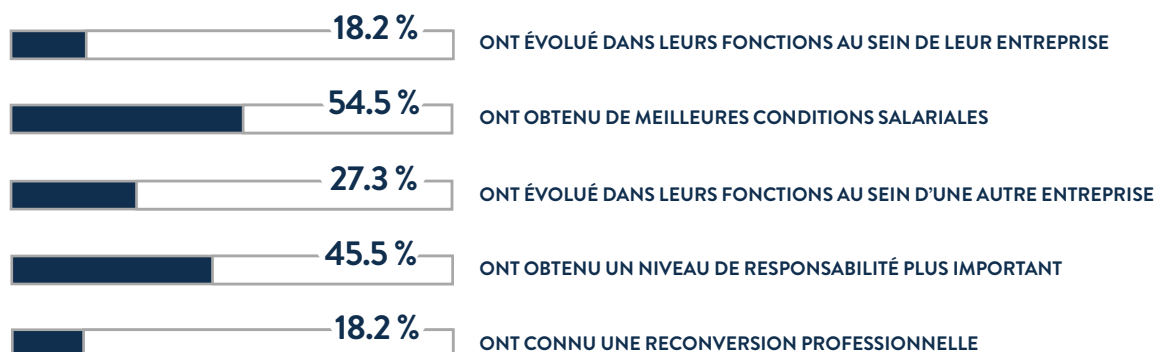 18.2 % ONT ÉVOLUÉ DANS LEURS FONCTIONS AU SEIN DE LEUR ENTREPRISE
54.5 % ONT OBTENU DE MEILLEURES CONDITIONS SALARIALES
27.3 % ONT ÉVOLUÉ DANS LEURS FONCTIONS AU SEIN D'UNE AUTRE ENTREPRISE
45.5 % ONT OBTENU UN NIVEAU DE RESPONSABILITÉ PLUS IMPORTANT
18.2 % ONT CONNU UNE RECONVERSION PROFESSIONNELLE